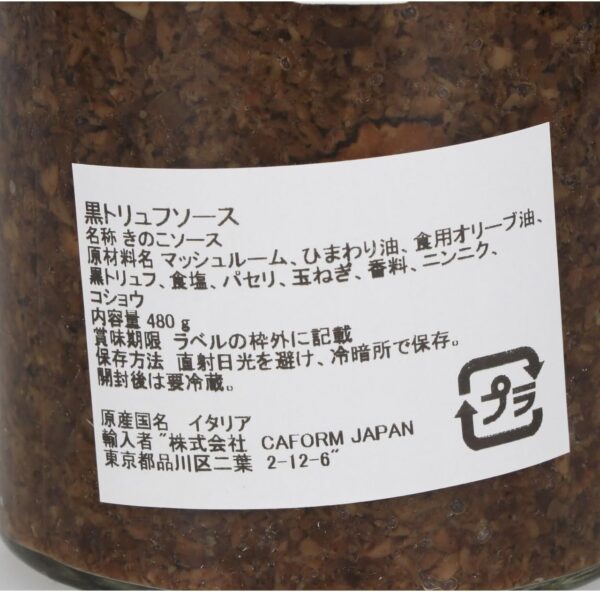 黒トリュフソース
名称 きのこソース
原材料名 マッシュルーム、ひまわり油、食用オリーブ油、
黒トリュフ、食塩、パセリ、玉ねぎ、香料、ニンニク、
コショウ
内容量 480 g
賞味期限 ラベルの枠外に記載
保存方法 直射日光を避け、冷暗所で保存。
開封後は要冷蔵。
原産国名 イタリア
輸入者 "株式会社 CAFORM JAPAN
東京都品川区二葉 2-12-6"
プラ